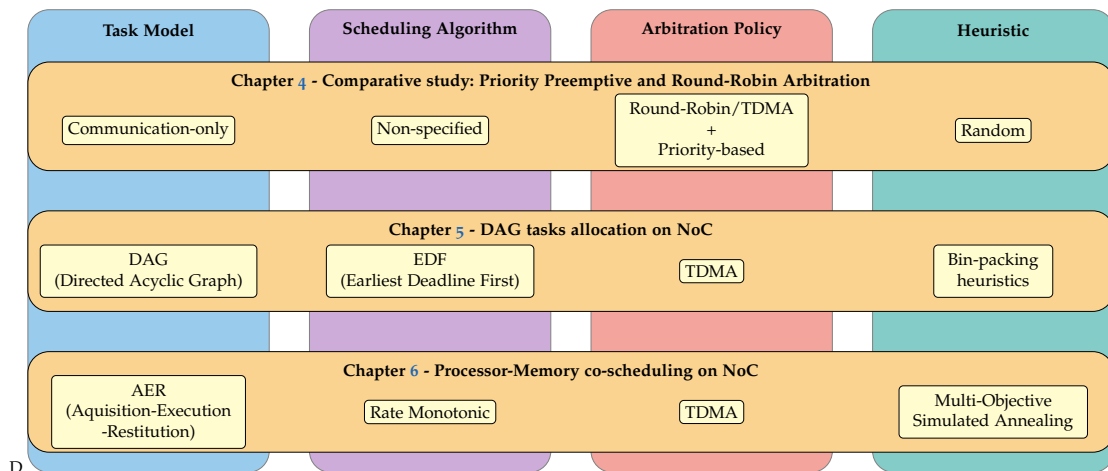 Task Model
Scheduling Algorithm
Arbitration Policy
Heuristic
Chapter 4 - Comparative study: Priority Preemptive and Round-Robin Arbitration
Communication-only
Non-specified
Round-Robin/TDMA
+
Priority-based
Random
Chapter 5 - DAG tasks allocation on NoC
DAG
(Directed Acyclic Graph)
EDF
(Earliest Deadline First)
TDMA
Bin-packing
heuristics
Chapter 6 - Processor-Memory co-scheduling on NoC
AER
(Aquisition-Execution
-Restitution)
Rate Monotonic
TDMA
Multi-Objective
Simulated Annealing
D